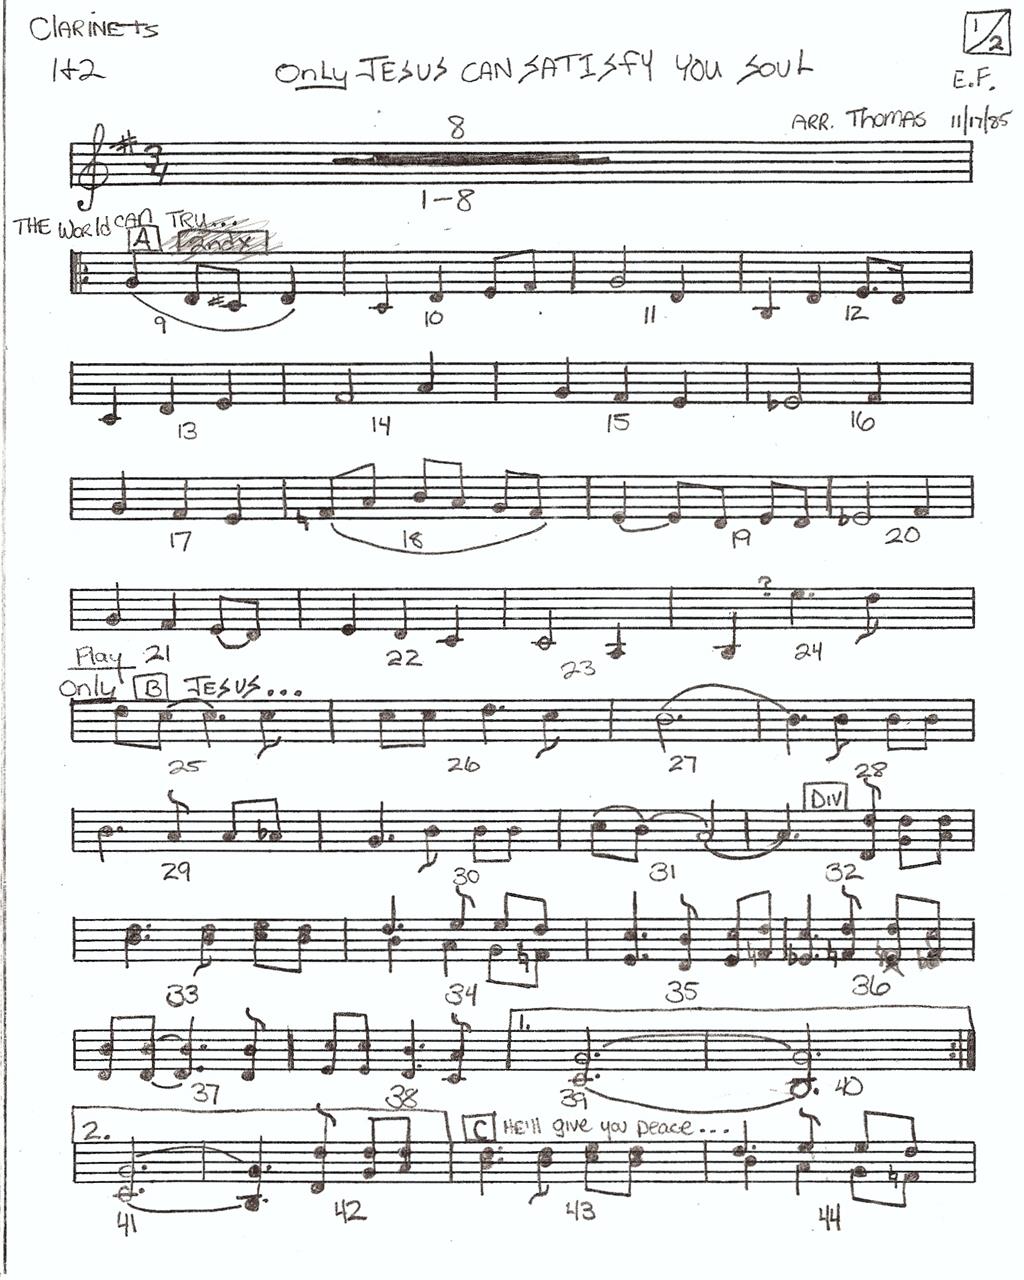 CLARINETS
1/2
1+2
ONLY JESUS CAN SATISFY YOU SOUL
E.F.
ARR. THOMAS 11/17/85
3/4
8
1-8
THE WORLD CAN TRY...
A 2ndx
9 10 11 12
13 14 15 16
17 18 19 20
?
Play 21 22 23 24
Only B JESUS...
25 26 27 28
Div
29 30 31 32
33 34 35 36
1.
37 38 39 40
2. C HE'll give you peace...
41 42 43 44